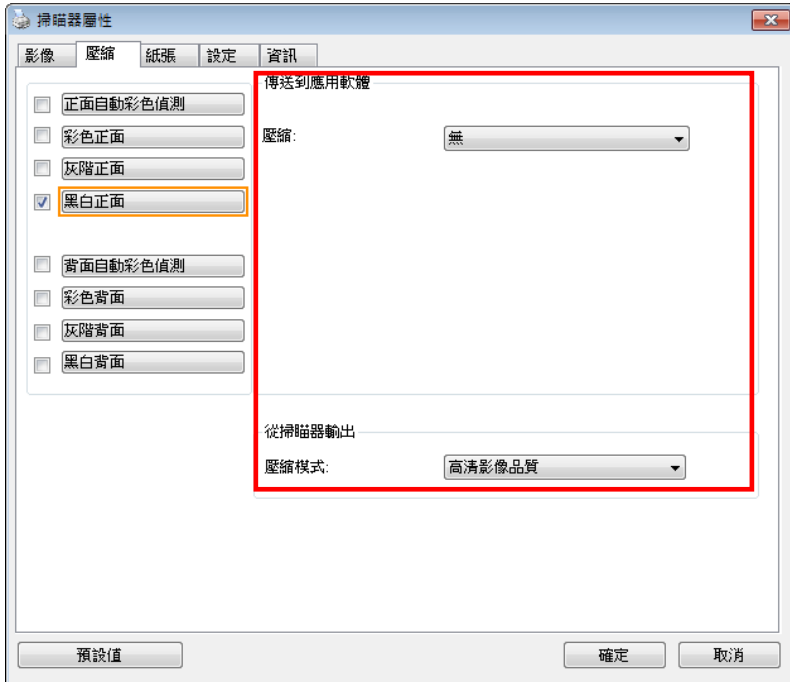 掃瞄器屬性
影像 壓縮 紙張 設定 資訊
傳送到應用軟體
正面自動彩色偵測
彩色正面
壓縮: 無
灰階正面
黑白正面
背面自動彩色偵測
彩色背面
灰階背面
黑白背面
從掃瞄器輸出
壓縮模式: 高清影像品質
預設值 確定 取消